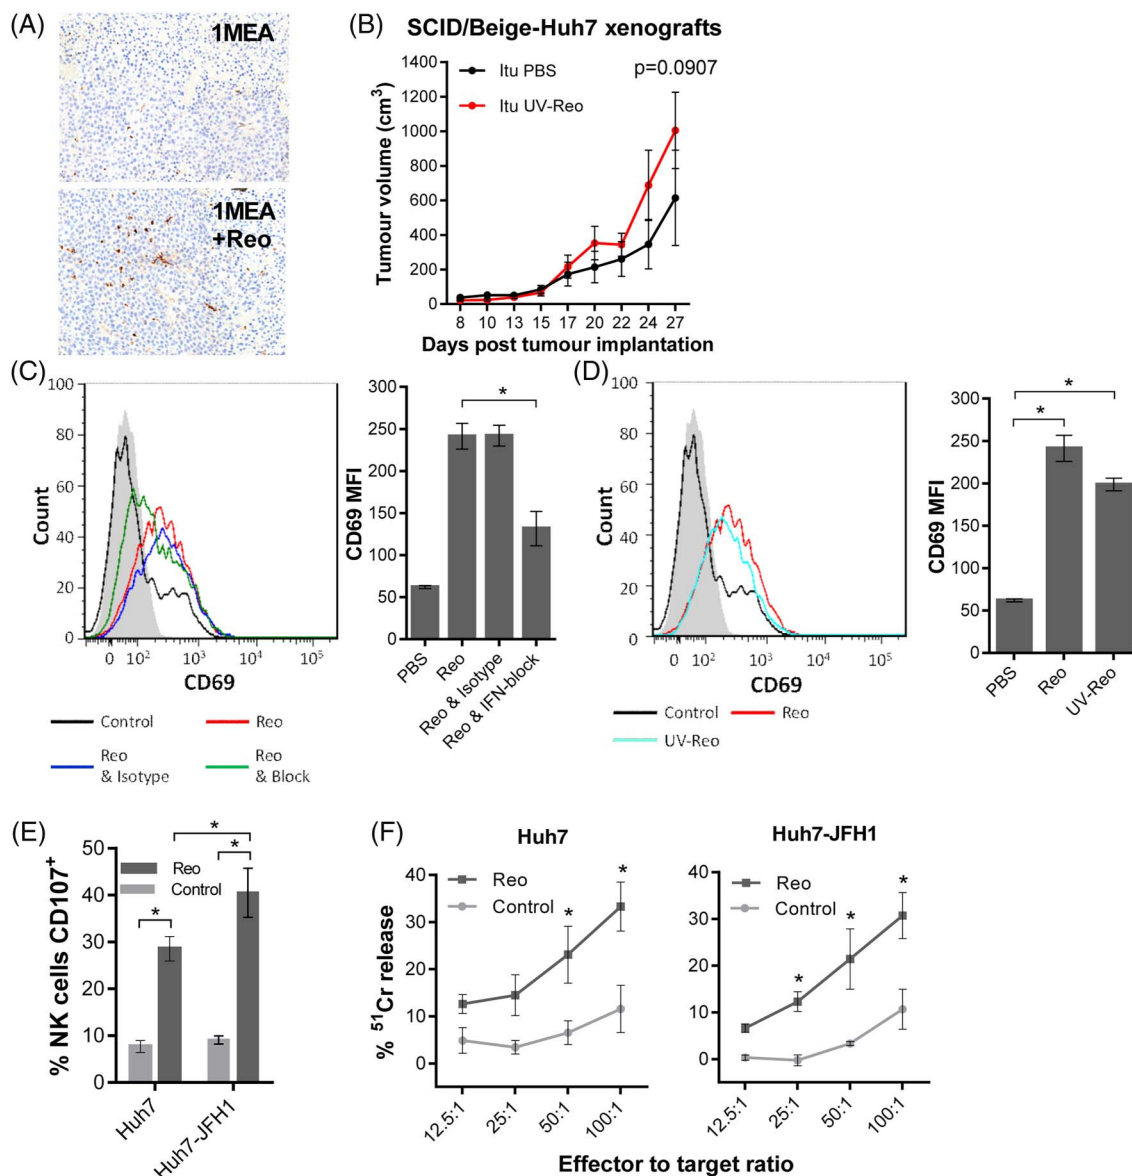 (A)
1MEA
1MEA
+Reo
(B) SCID/Beige-Huh7 xenografts
Tumour volume (cm³)
1400
1200
1000
800
600
400
200
0
Itu PBS
Itu UV-Reo
p=0.0907
8 10 13 15 17 20 22 24 27
Days post tumour implantation
(C)
Count
100
80
60
40
20
0
0 10² 10³ 10⁴ 10⁵
CD69
Control
Reo
Reo
& Isotype
Reo
& Block
CD69 MFI
300
250
200
150
100
50
0
*
PBS
Reo
Reo & Isotype
Reo & IFN-block
(D)
Count
100
80
60
40
20
0
0 10² 10³ 10⁴ 10⁵
CD69
Control
Reo
UV-Reo
CD69 MFI
300
250
200
150
100
50
0
*
*
PBS
Reo
UV-Reo
(E)
% NK cells CD107⁺
50
40
30
20
10
0
Reo
Control
*
*
*
Huh7
Huh7-JFH1
(F)
Huh7
% ⁵¹Cr release
40
30
20
10
0
Reo
Control
*
*
12.5:1
25:1
50:1
100:1
Huh7-JFH1
40
30
20
10
0
Reo
Control
*
*
*
12.5:1
25:1
50:1
100:1
Effector to target ratio